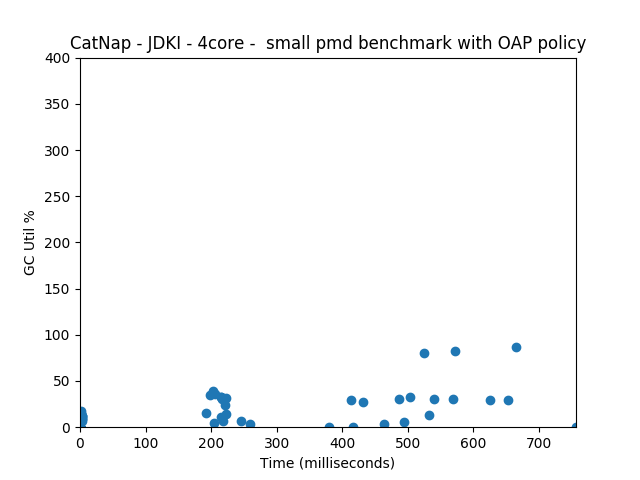 CatNap - JDKI - 4core -  small pmd benchmark with OAP policy
400
350
300
250
200
150
100
50
0
GC Util %
0 100 200 300 400 500 600 700
Time (milliseconds)